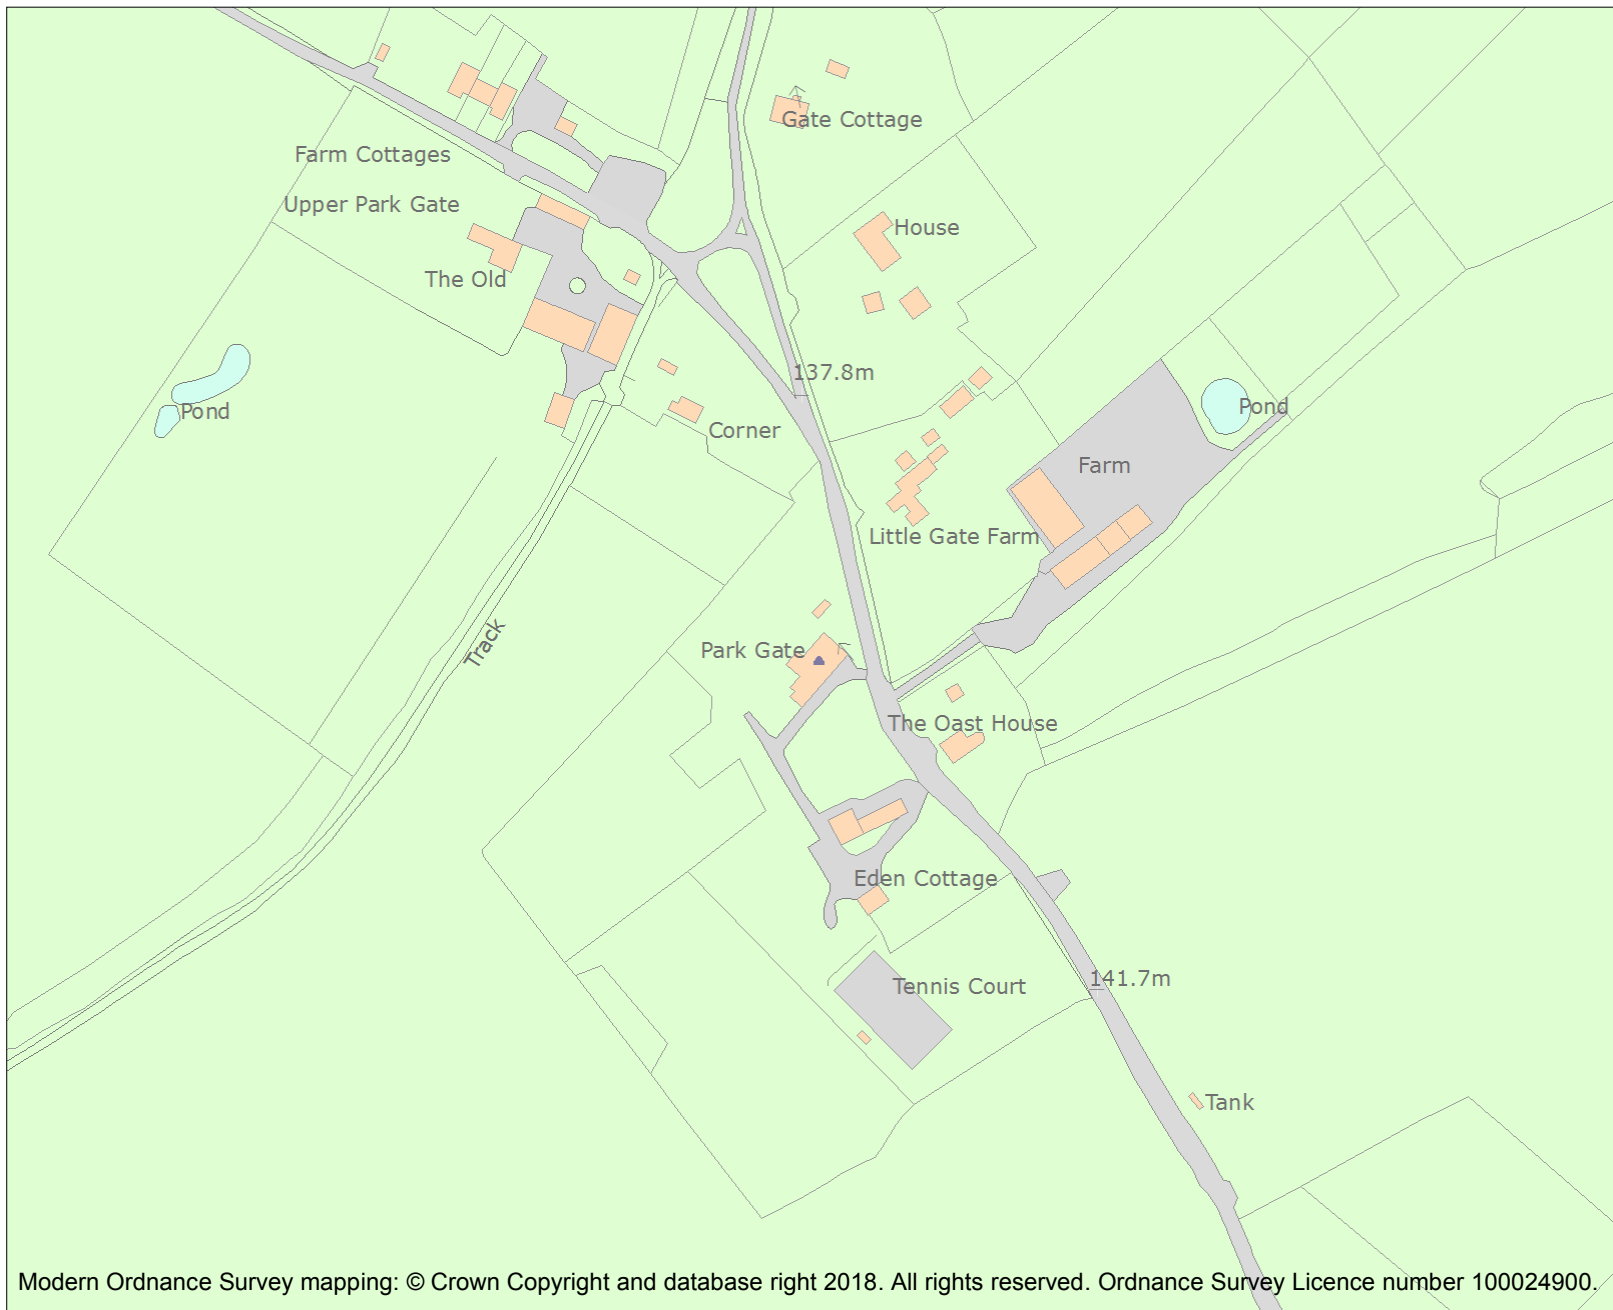 Gate Cottage
Farm Cottages
Upper Park Gate
House
The Old
137.8m
Pond
Pond
Corner
Farm
Little Gate Farm
Track
Park Gate
The Oast House
Eden Cottage
141.7m
Tennis Court
Tank
Modern Ordnance Survey mapping: © Crown Copyright and database right 2018. All rights reserved. Ordnance Survey Licence number 100024900.